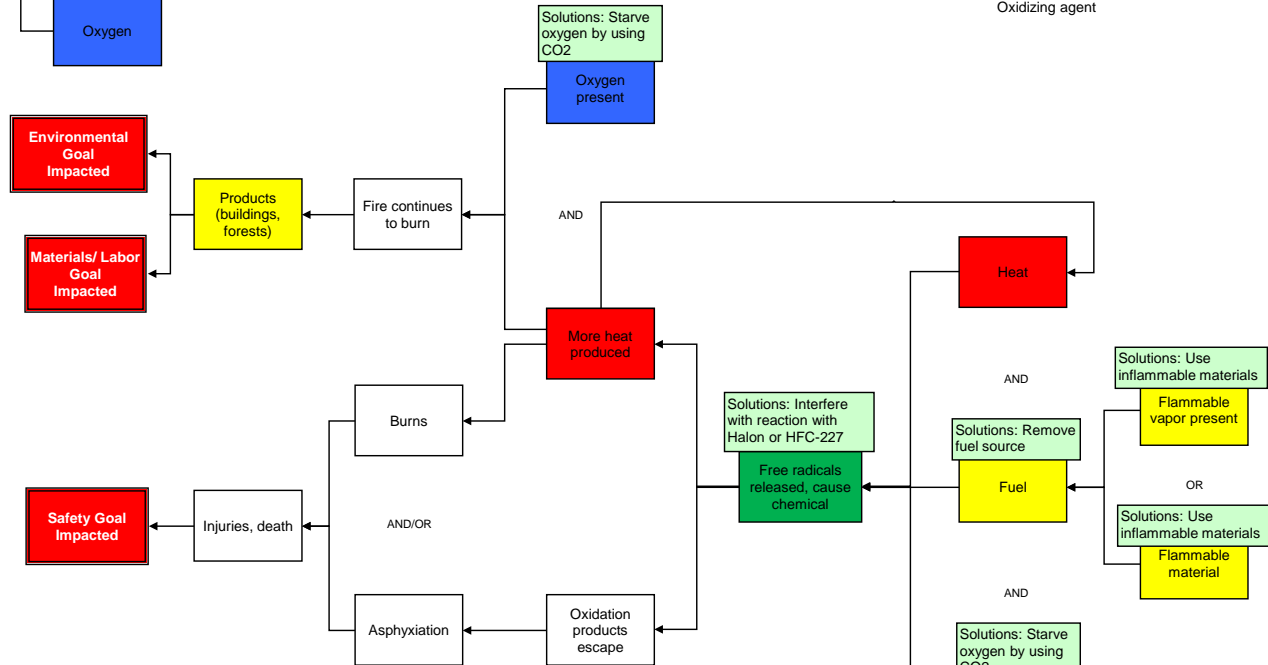 Oxidizing agent
Oxygen
Solutions: Starve
oxygen by using
CO2
Oxygen
present
Environmental
Goal
Impacted
Products
(buildings,
forests)
Fire continues
to burn
AND
Materials/ Labor
Goal
Impacted
Heat
More heat
produced
Solutions: Use
inflammable materials
Flammable
vapor present
AND
Burns
Solutions: Interfere
with reaction with
Halon or HFC-227
Free radicals
released, cause
chemical
Solutions: Remove
fuel source
Fuel
OR
Safety Goal
Impacted
Injuries, death
AND/OR
Solutions: Use
inflammable materials
Flammable
material
AND
Asphyxiation
Oxidation
products
escape
Solutions: Starve
oxygen by using
CO2